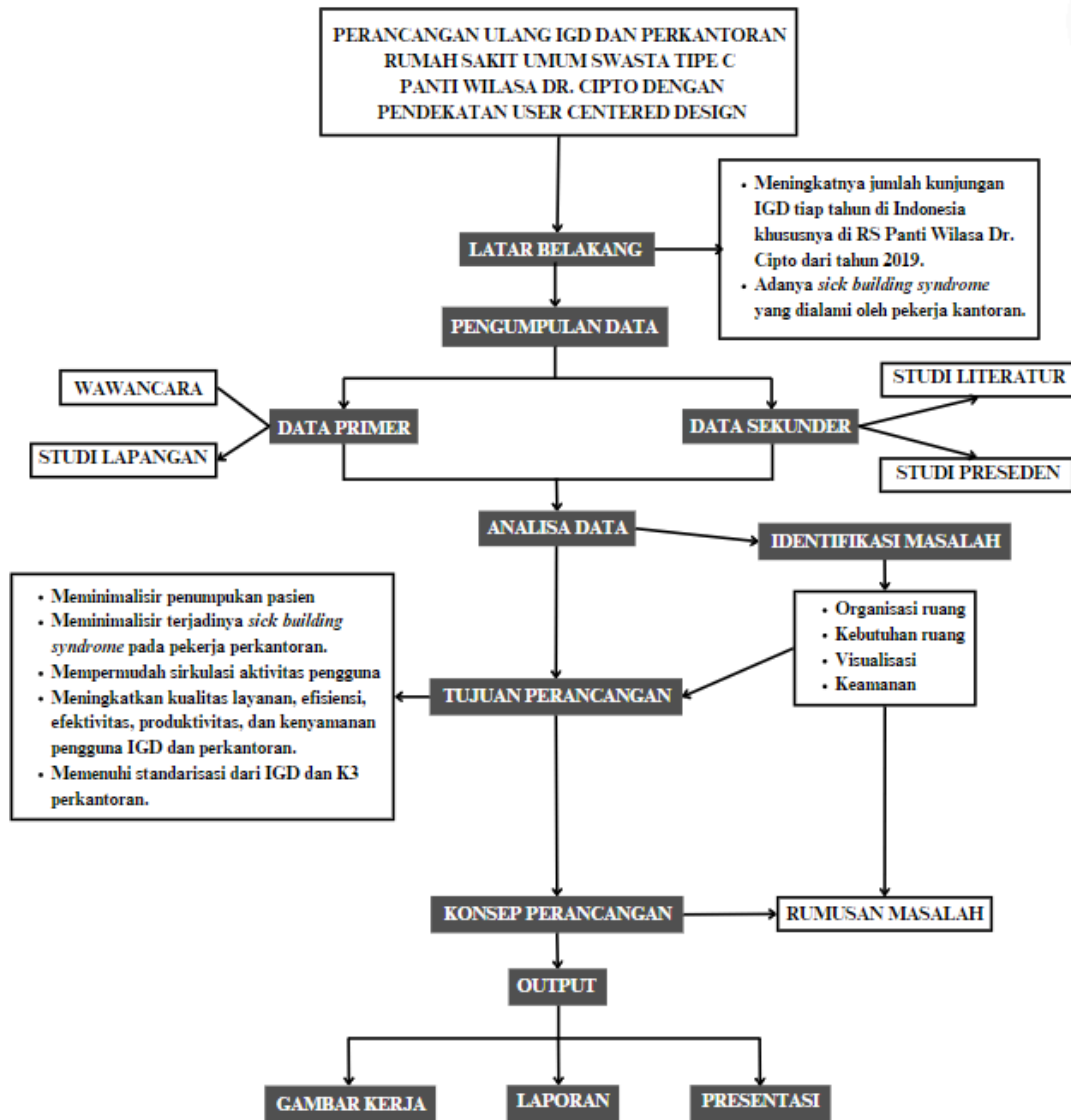 PERANCANGAN ULANG IGD DAN PERKANTORAN
RUMAH SAKIT UMUM SWASTA TIPE C
PANTI WILASA DR. CIPTO DENGAN
PENDEKATAN USER CENTERED DESIGN
LATAR BELAKANG
• Meningkatnya jumlah kunjungan
IGD tiap tahun di Indonesia
khususnya di RS Panti Wilasa Dr.
Cipto dari tahun 2019.
• Adanya sick building syndrome
yang dialami oleh pekerja kantoran.
PENGUMPULAN DATA
WAWANCARA
STUDI LAPANGAN
DATA PRIMER
DATA SEKUNDER
STUDI LITERATUR
STUDI PRESEDEN
ANALISA DATA
IDENTIFIKASI MASALAH
• Organisasi ruang
• Kebutuhan ruang
• Visualisasi
• Keamanan
• Meminimalisir penumpukan pasien
• Meminimalisir terjadinya sick building
syndrome pada pekerja perkantoran.
• Mempermudah sirkulasi aktivitas pengguna
• Meningkatkan kualitas layanan, efisiensi,
efektivitas, produktivitas, dan kenyamanan
pengguna IGD dan perkantoran.
• Memenuhi standarisasi dari IGD dan K3
perkantoran.
TUJUAN PERANCANGAN
KONSEP PERANCANGAN
RUMUSAN MASALAH
OUTPUT
GAMBAR KERJA
LAPORAN
PRESENTASI